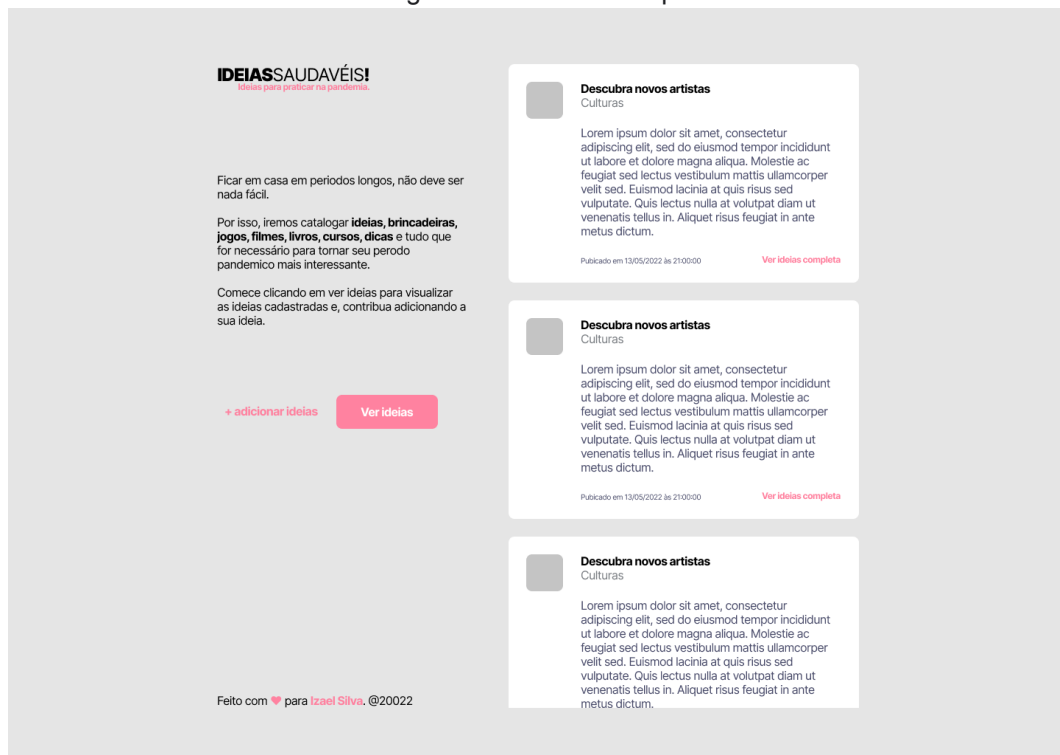 IDEIASSAUDAVÉIS!
Ideias para praticar na pandemia.
Ficar em casa em periodos longos, não deve ser
nada fácil.
Por isso, iremos catalogar ideias, brincadeiras,
jogos, filmes, livros, cursos, dicas e tudo que
for necessário para tornar seu perodo
pandemico mais interessante.
Comece clicando em ver ideias para visualizar
as ideias cadastradas e, contribua adicionando a
sua ideia.
+ adicionar ideias
Ver ideias
Feito com ❤ para Izael Silva. @20022
Descubra novos artistas
Culturas
Lorem ipsum dolor sit amet, consectetur
adipiscing elit, sed do eiusmod tempor incididunt
ut labore et dolore magna aliqua. Molestie ac
feugiat sed lectus vestibulum mattis ullamcorper
velit sed. Euismod lacinia at quis risus sed
vulputate. Quis lectus nulla at volutpat diam ut
venenatis tellus in. Aliquet risus feugiat in ante
metus dictum.
Pubicado em 13/05/2022 às 21:00:00
Ver ideias completa
Descubra novos artistas
Culturas
Lorem ipsum dolor sit amet, consectetur
adipiscing elit, sed do eiusmod tempor incididunt
ut labore et dolore magna aliqua. Molestie ac
feugiat sed lectus vestibulum mattis ullamcorper
velit sed. Euismod lacinia at quis risus sed
vulputate. Quis lectus nulla at volutpat diam ut
venenatis tellus in. Aliquet risus feugiat in ante
metus dictum.
Pubicado em 13/05/2022 às 21:00:00
Ver ideias completa
Descubra novos artistas
Culturas
Lorem ipsum dolor sit amet, consectetur
adipiscing elit, sed do eiusmod tempor incididunt
ut labore et dolore magna aliqua. Molestie ac
feugiat sed lectus vestibulum mattis ullamcorper
velit sed. Euismod lacinia at quis risus sed
vulputate. Quis lectus nulla at volutpat diam ut
venenatis tellus in. Aliquet risus feugiat in ante
metus dictum.